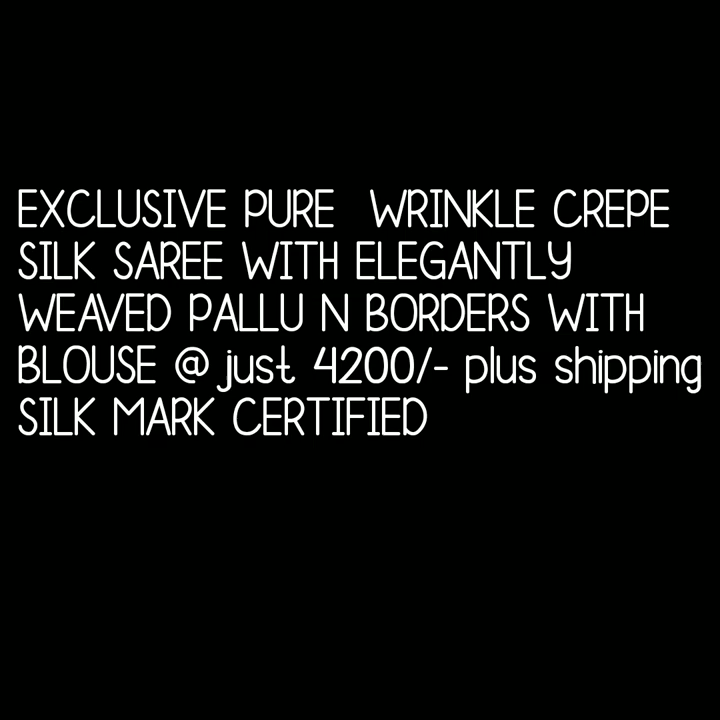 EXCLUSIVE PURE  WRINKLE CREPE
SILK SAREE WITH ELEGANTLY
WEAVED PALLU N BORDERS WITH
BLOUSE @ just 4200/- plus shipping
SILK MARK CERTIFIED